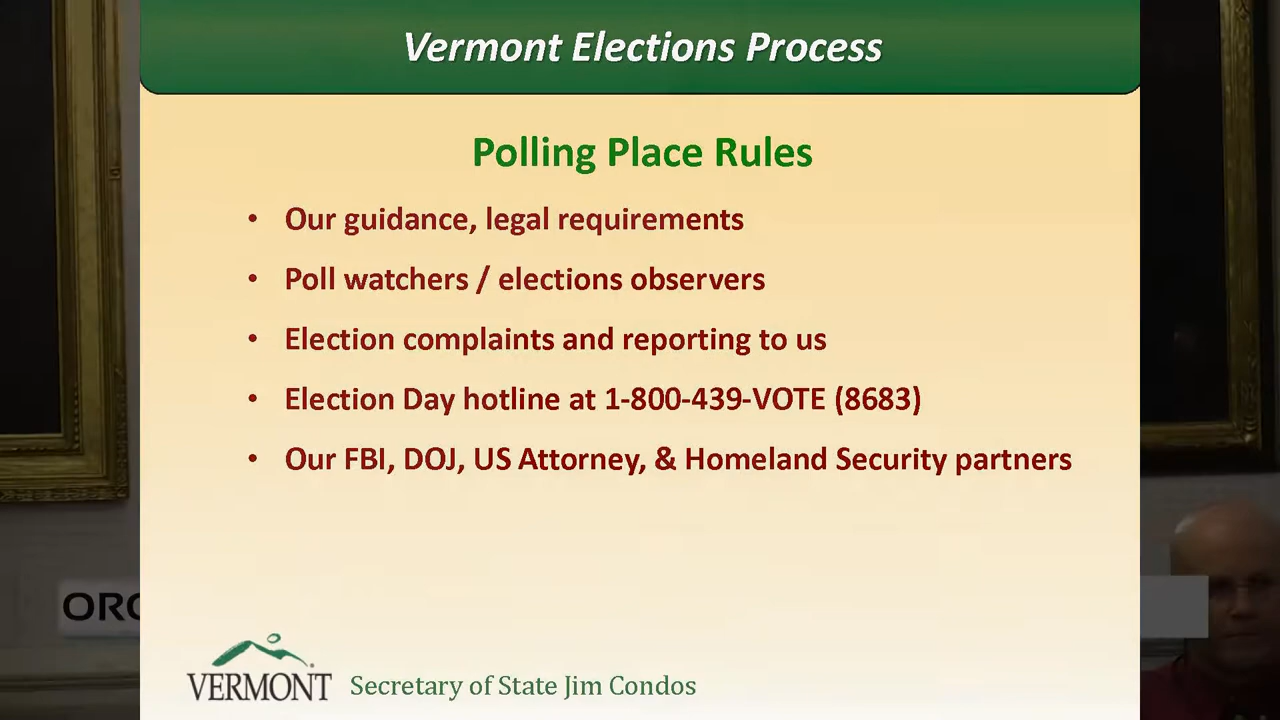 Vermont Elections Process
Polling Place Rules
• Our guidance, legal requirements
• Poll watchers / elections observers
• Election complaints and reporting to us
• Election Day hotline at 1-800-439-VOTE (8683)
• Our FBI, DOJ, US Attorney, & Homeland Security partners
ORC
VERMONT Secretary of State Jim Condos